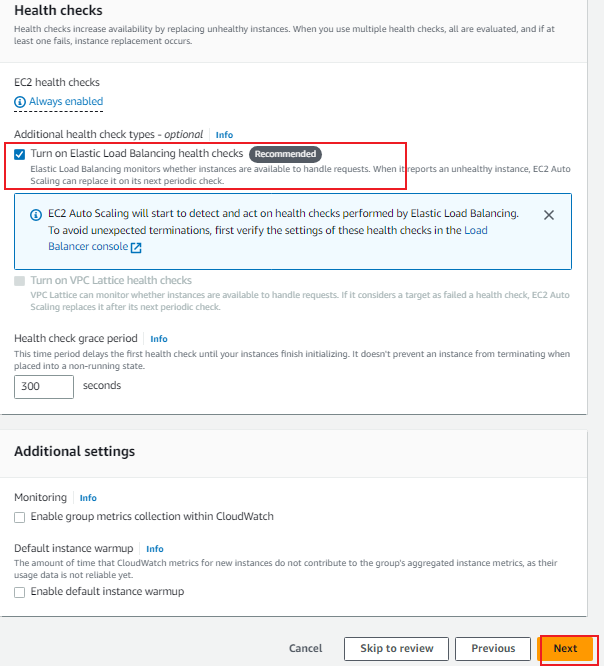 Health checks
Health checks increase availability by replacing unhealthy instances. When you use multiple health checks, all are evaluated, and if at
least one fails, instance replacement occurs.
EC2 health checks
Always enabled
Additional health check types - optional Info
Turn on Elastic Load Balancing health checks Recommended
Elastic Load Balancing monitors whether instances are available to handle requests. When it reports an unhealthy instance, EC2 Auto
Scaling can replace it on its next periodic check.
EC2 Auto Scaling will start to detect and act on health checks performed by Elastic Load Balancing.
To avoid unexpected terminations, first verify the settings of these health checks in the Load
Balancer console
Turn on VPC Lattice health checks
VPC Lattice can monitor whether instances are available to handle requests. If it considers a target as failed a health check, EC2 Auto
Scaling replaces it after its next periodic check.
Health check grace period Info
This time period delays the first health check until your instances finish initializing. It doesn't prevent an instance from terminating when
placed into a non-running state.
300 seconds
Additional settings
Monitoring Info
Enable group metrics collection within CloudWatch
Default instance warmup Info
The amount of time that CloudWatch metrics for new instances do not contribute to the group's aggregated instance metrics, as their
usage data is not reliable yet.
Enable default instance warmup
Cancel Skip to review Previous Next